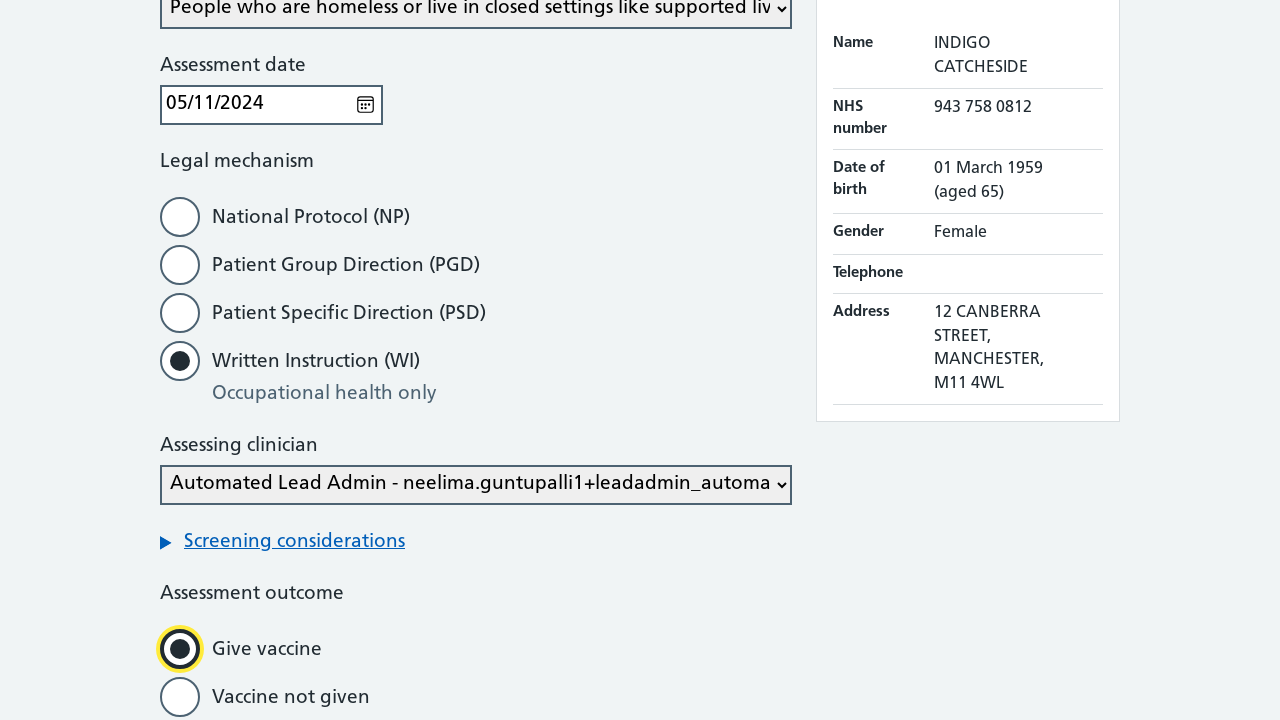 People who are homeless or live in closed settings like supported liv
Assessment date
05/11/2024
Legal mechanism
National Protocol (NP)
Patient Group Direction (PGD)
Patient Specific Direction (PSD)
Written Instruction (WI)
Occupational health only
Assessing clinician
Automated Lead Admin - neelima.guntupalli1+leadadmin_automa
Screening considerations
Assessment outcome
Give vaccine
Vaccine not given
Name INDIGO
CATCHESIDE
NHS 943 758 0812
number
Date of 01 March 1959
birth (aged 65)
Gender Female
Telephone
Address 12 CANBERRA
STREET,
MANCHESTER,
M11 4WL